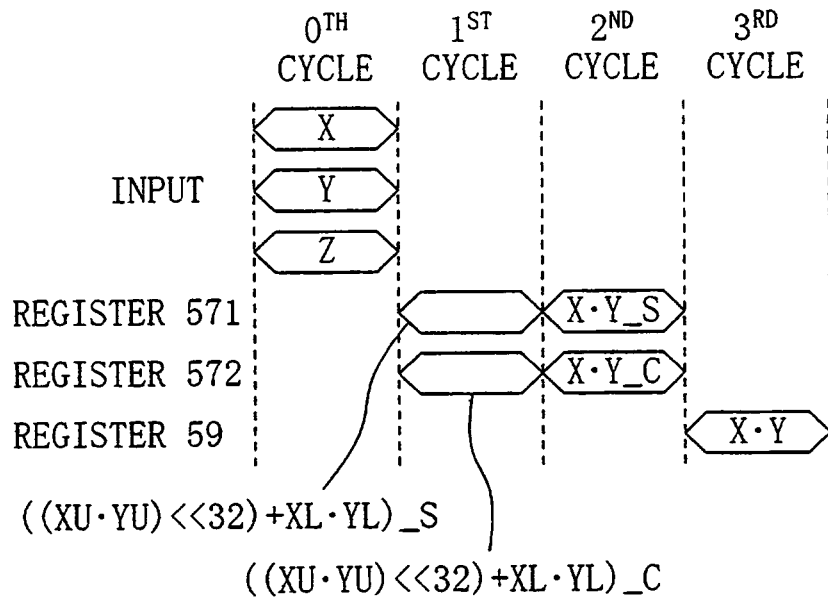 0TH CYCLE
1ST CYCLE
2ND CYCLE
3RD CYCLE
X
INPUT
Y
Z
REGISTER 571
X·Y_S
REGISTER 572
X·Y_C
REGISTER 59
X·Y
((XU·YU)<<32)+XL·YL)_S
((XU·YU)<<32)+XL·YL)_C